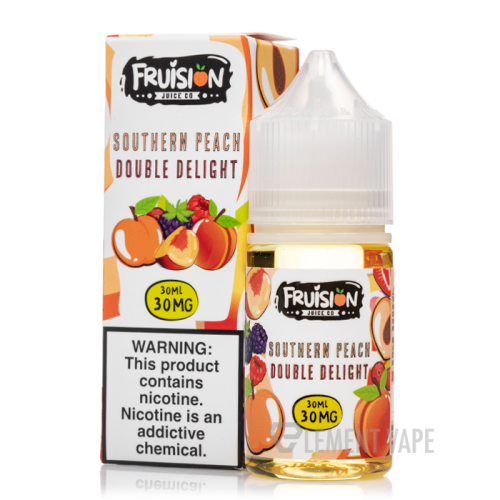 FRUISION
JUICE CO
SOUTHERN PEACH
DOUBLE DELIGHT
30ML
30MG
WARNING:
This product
contains
nicotine.
Nicotine is an
addictive
chemical.
FRUISION
JUICE CO
SOUTHERN PEACH
DOUBLE DELIGHT
30ML
30MG
ELEMENT VAPE